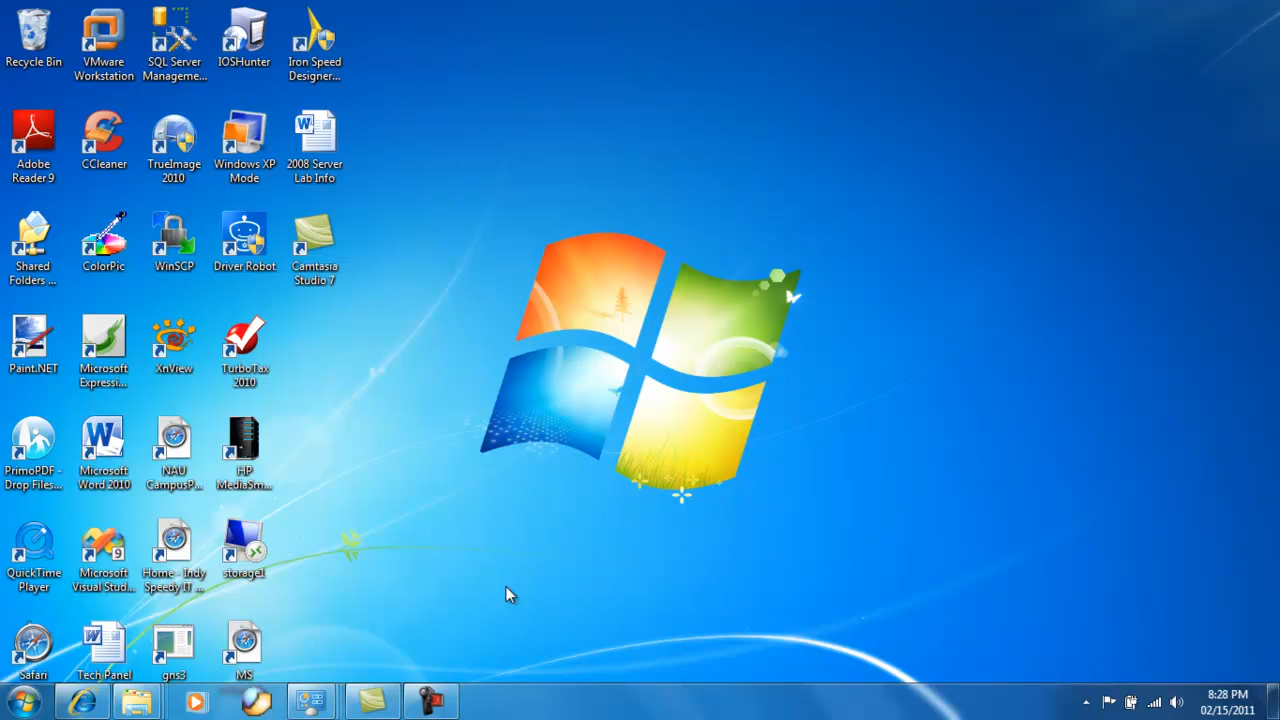 Recycle Bin
VMware
Workstation
SQL Server
Manageme...
IOSHunter
Iron Speed
Designer...
Adobe
Reader 9
CCleaner
TrueImage
2010
Windows XP
Mode
2008 Server
Lab Info
Shared
Folders ...
ColorPic
WinSCP
Driver Robot
Camtasia
Studio 7
Paint.NET
Microsoft
Expressi...
XnView
TurboTax
2010
PrimoPDF -
Drop Files...
Microsoft
Word 2010
NAU
CampusP...
HP
MediaSm...
QuickTime
Player
Microsoft
Visual Stud...
Home - Indy
Speedy IT ...
storage1
Safari
Tech Panel
gns3
MS
8:28 PM
02/15/2011